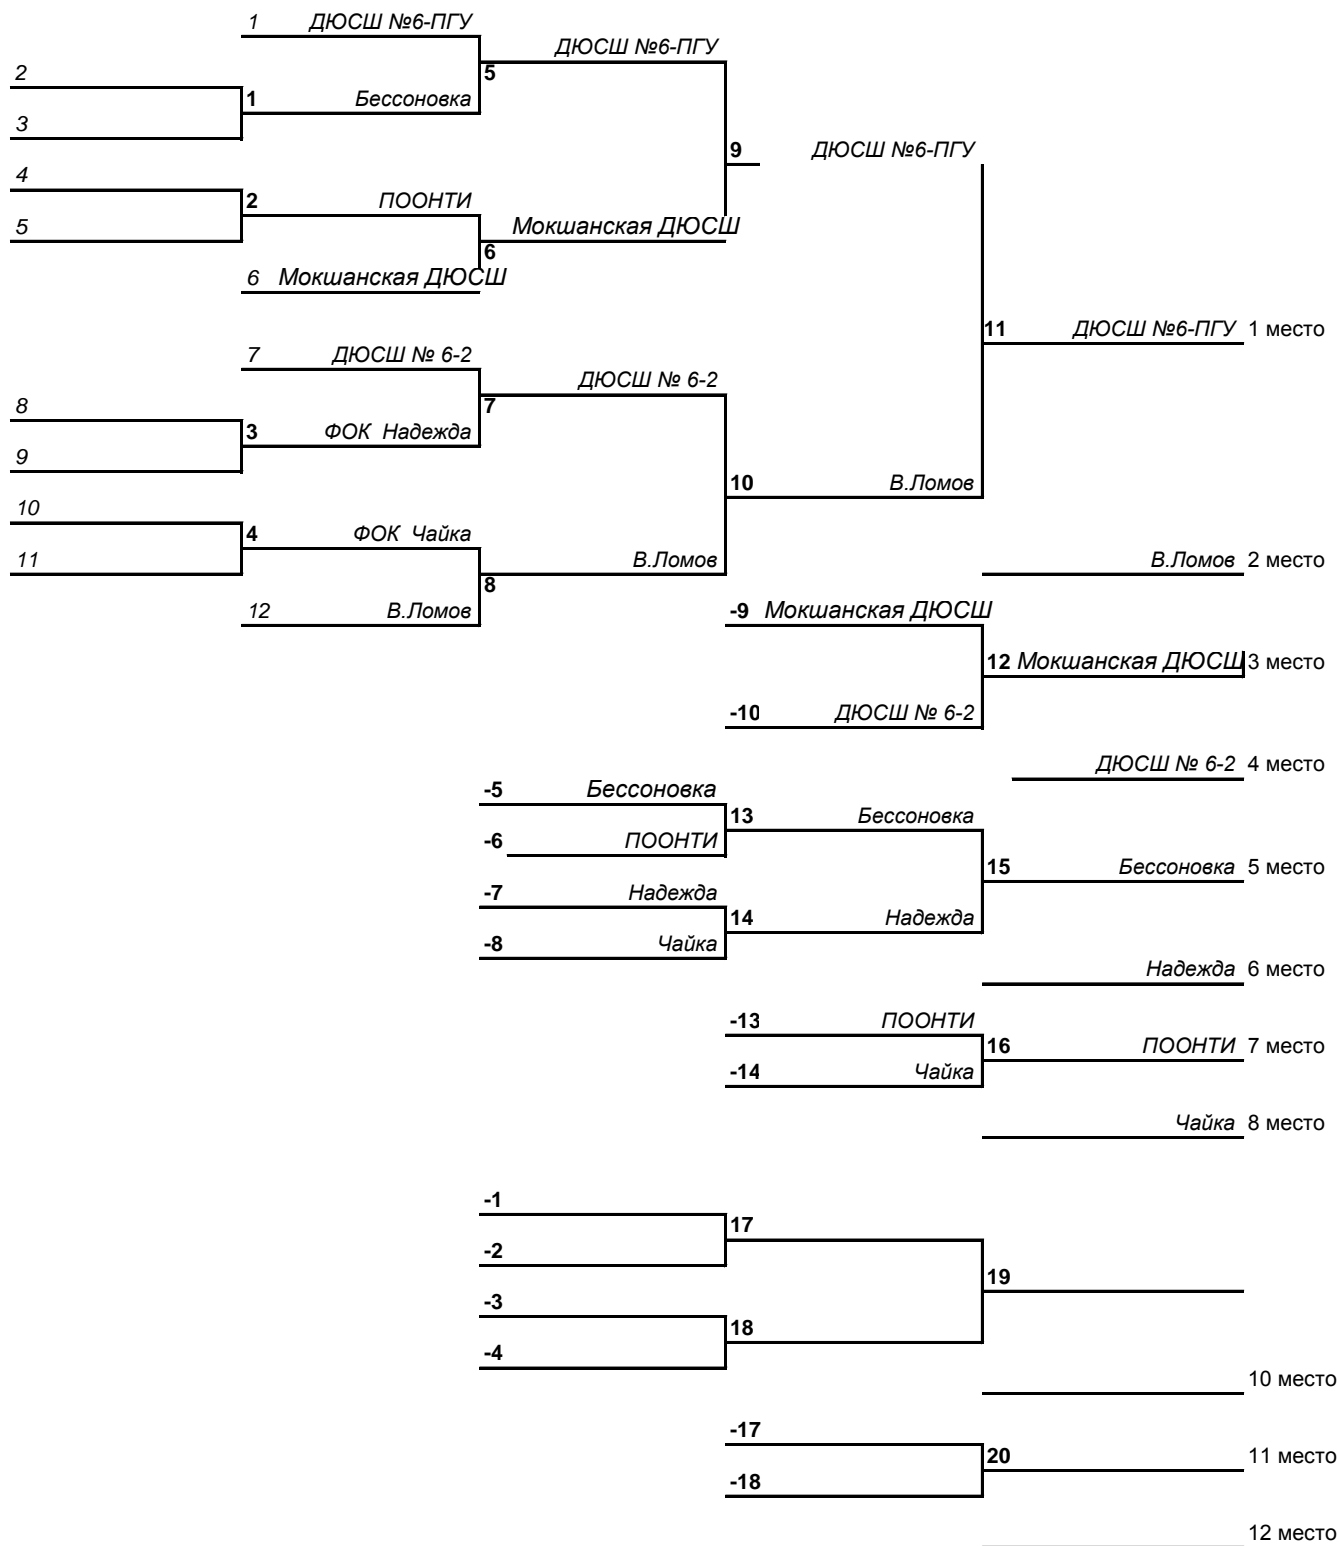 1 ДЮСШ №6-ПГУ
ДЮСШ №6-ПГУ
2
5
1 Бессоновка
3
9 ДЮСШ №6-ПГУ
4
2 ПООНТИ
5
Мокшанская ДЮСШ
6
6 Мокшанская ДЮСШ
11 ДЮСШ №6-ПГУ 1 место
7 ДЮСШ № 6-2
ДЮСШ № 6-2
8
7
3 ФОК Надежда
9
10 В.Ломов
10
4 ФОК Чайка
11
В.Ломов
В.Ломов 2 место
8
12 В.Ломов
-9 Мокшанская ДЮСШ
12 Мокшанская ДЮСШ 3 место
-10 ДЮСШ № 6-2
ДЮСШ № 6-2 4 место
-5 Бессоновка
13 Бессоновка
-6 ПООНТИ
15 Бессоновка 5 место
-7 Надежда
14 Надежда
-8 Чайка
Надежда 6 место
-13 ПООНТИ
16 ПООНТИ 7 место
-14 Чайка
Чайка 8 место
-1
17
-2
19
-3
18
-4
10 место
-17
20 11 место
-18
12 место